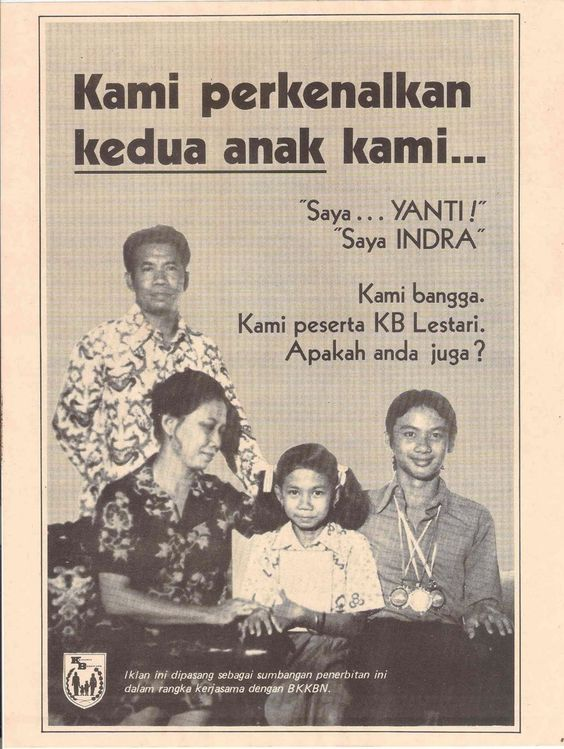 Kami perkenalkan
kedua anak kami...
"Saya... YANTI!"
"Saya INDRA"
Kami bangga.
Kami peserta KB Lestari.
Apakah anda juga?
Iklan ini dipasang sebagai sumbangan penerbitan ini
dalam rangka kerjasama dengan BKKBN.